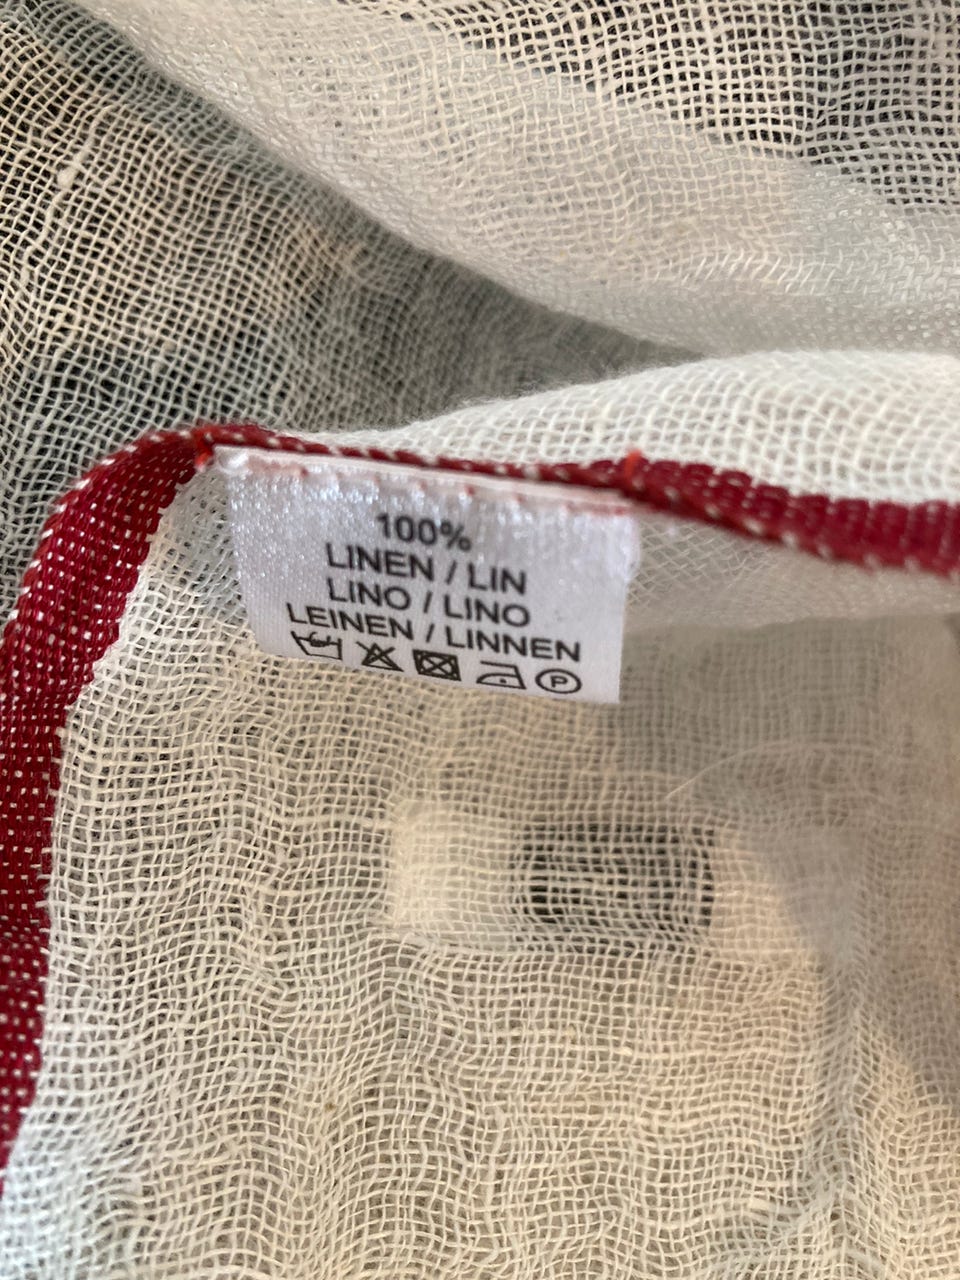 100%
LINEN / LIN
LINO / LINO
LEINEN / LINNEN
P